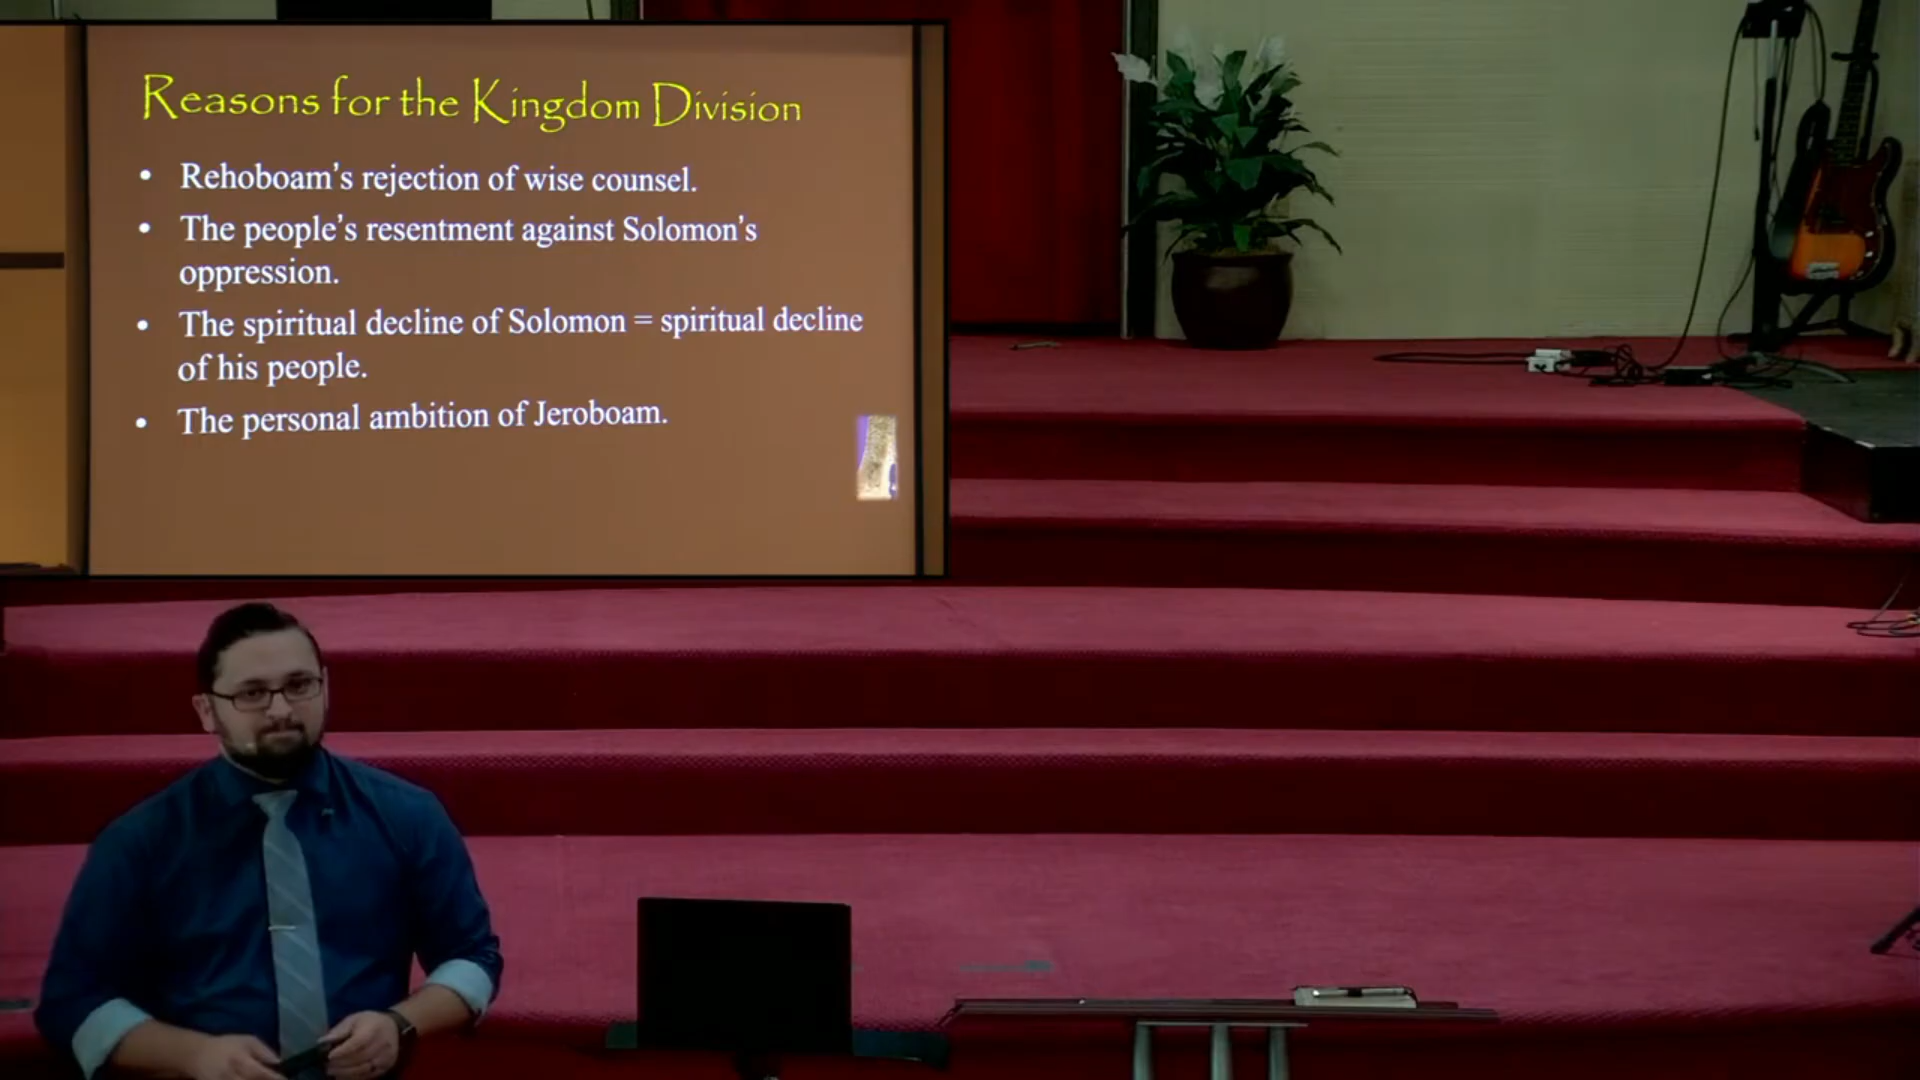 Reasons for the Kingdom Division
• Rehoboam's rejection of wise counsel.
• The people's resentment against Solomon's
oppression.
• The spiritual decline of Solomon = spiritual decline
of his people.
• The personal ambition of Jeroboam.